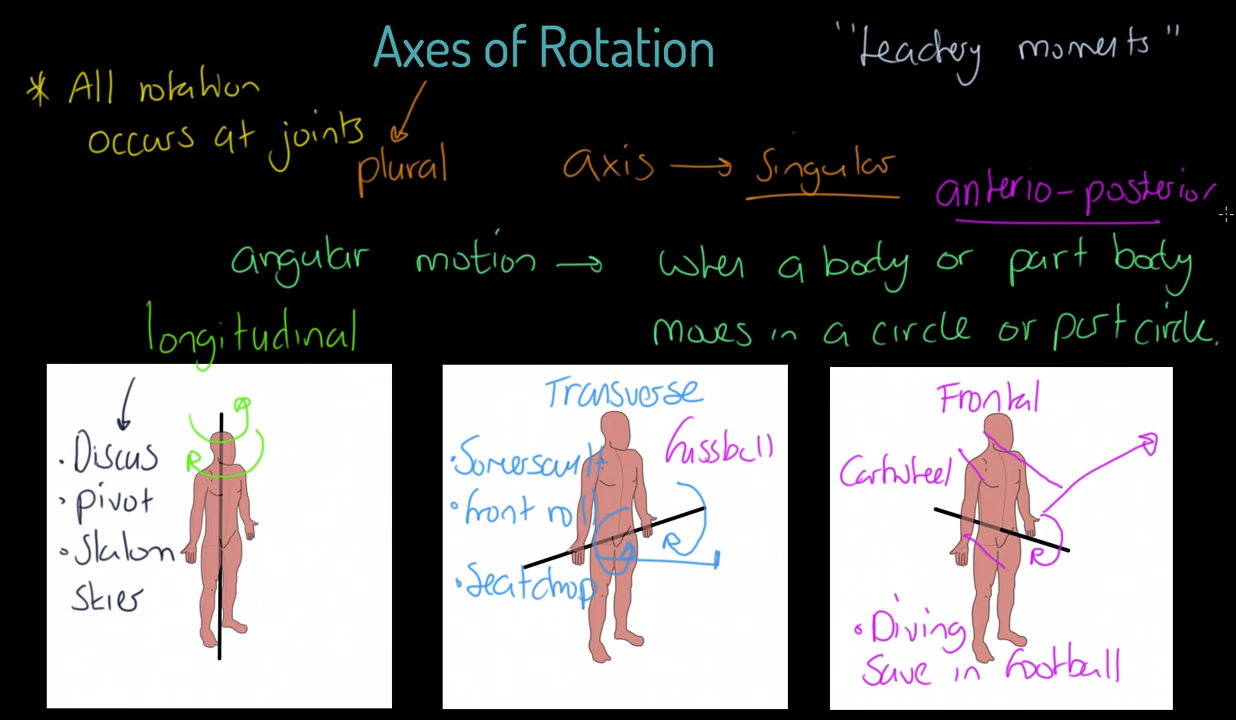 Axes of Rotation
"teachery moments"
* All rotation
occurs at joints
plural
axis → singular
anterio-posterior
angular motion → when a body or part body
moves in a circle or part circle.
longitudinal
• Discus
• pivot
• Slalom
skier
R
Transverse
• Somersault
fussball
• front roll
R
• Seatdrop
Frontal
Cartwheel
R
• Diving
save in football